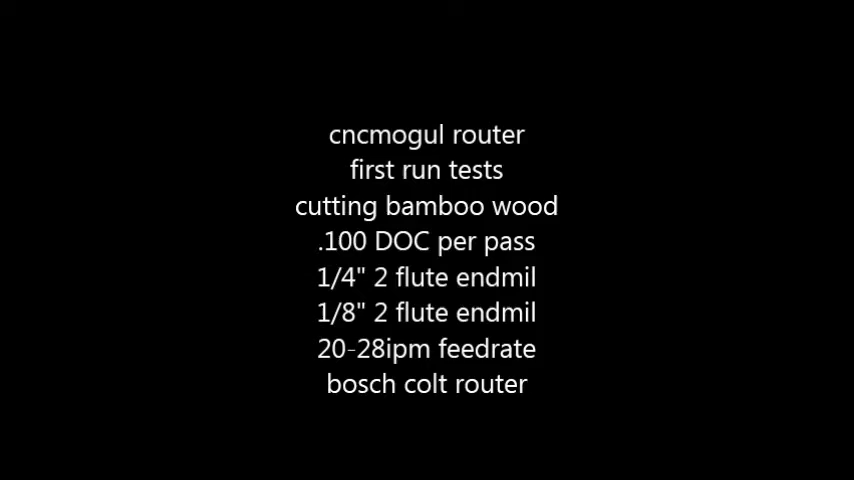 cncmogul router
first run tests
cutting bamboo wood
.100 DOC per pass
1/4" 2 flute endmil
1/8" 2 flute endmil
20-28ipm feedrate
bosch colt router